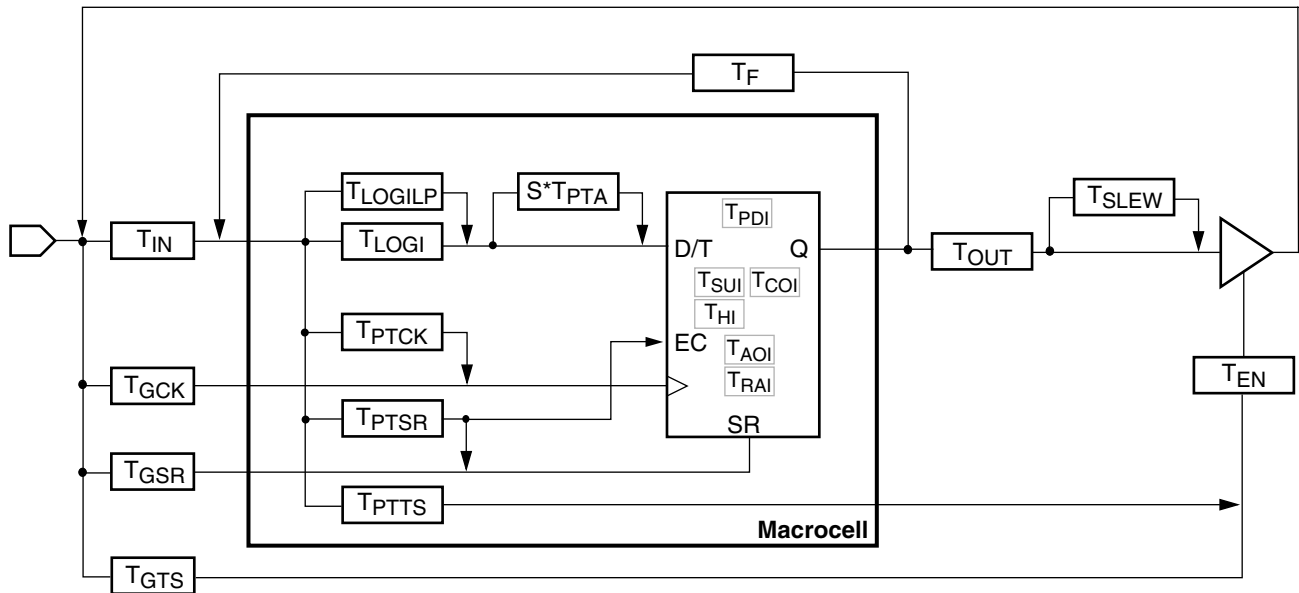 TF
TLOGILP
S*TPTA
TSLEW
TPDI
TIN
TLOGI
D/T
Q
TOUT
TSUI
TCOI
THI
TPTCK
EC
TAOI
TGCK
TRAI
TEN
TPTSR
SR
TGSR
TPTTS
Macrocell
TGTS